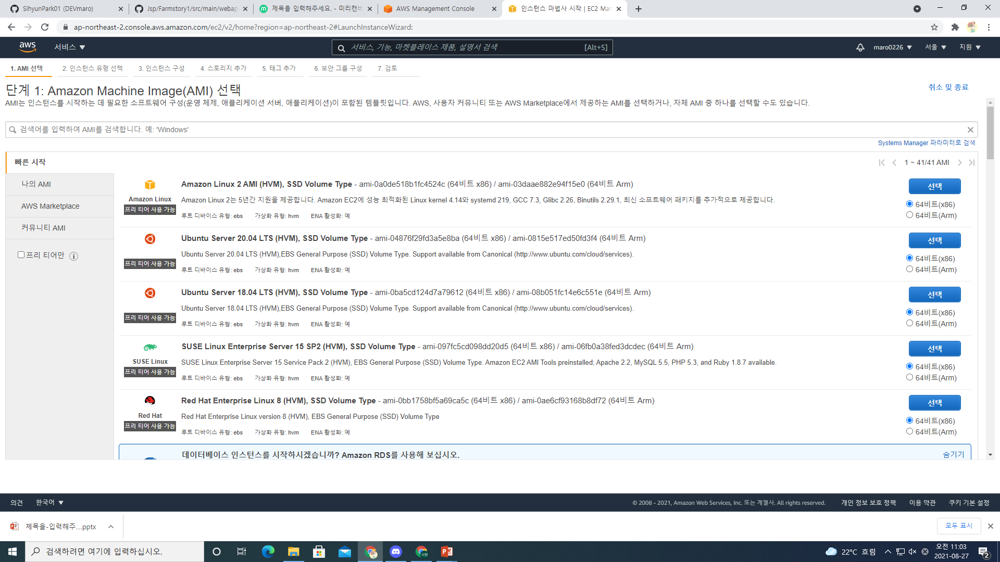 SihyunPark01 (DEVmaro)
Jsp/Farmstory1/src/main/webap
제목을 입력해주세요. - 미리캔버
AWS Management Console
인스턴스 마법사 시작 | EC2 Mar
ap-northeast-2.console.aws.amazon.com/ec2/v2/home?region=ap-northeast-2#LaunchInstanceWizard:
aws
서비스
서비스, 기능, 마켓플레이스 제품, 설명서 검색
[Alt+S]
maro0226
서울
지원
1. AMI 선택
2. 인스턴스 유형 선택
3. 인스턴스 구성
4. 스토리지 추가
5. 태그 추가
6. 보안 그룹 구성
7. 검토
단계 1: Amazon Machine Image(AMI) 선택
취소 및 종료
AMI는 인스턴스를 시작하는 데 필요한 소프트웨어 구성(운영 체제, 애플리케이션 서버, 애플리케이션)이 포함된 템플릿입니다. AWS, 사용자 커뮤니티 또는 AWS Marketplace에서 제공하는 AMI를 선택하거나, 자체 AMI 중 하나를 선택할 수도 있습니다.
검색어를 입력하여 AMI를 검색합니다. 예: 'Windows'
Systems Manager 파라미터로 검색
빠른 시작
1 ~ 41/41 AMI
나의 AMI
AWS Marketplace
커뮤니티 AMI
프리 티어만
Amazon Linux
프리 티어 사용 가능
Amazon Linux 2 AMI (HVM), SSD Volume Type - ami-0a0de518b1fc4524c (64비트 x86) / ami-03daae882e94f15e0 (64비트 Arm)
Amazon Linux 2는 5년간 지원을 제공합니다. Amazon EC2에 성능 최적화된 Linux kernel 4.14와 systemd 219, GCC 7.3, Glibc 2.26, Binutils 2.29.1, 최신 소프트웨어 패키지를 추가적으로 제공합니다.
루트 디바이스 유형: ebs 가상화 유형: hvm ENA 활성화: 예
선택
64비트(x86)
64비트(Arm)
프리 티어 사용 가능
Ubuntu Server 20.04 LTS (HVM), SSD Volume Type - ami-04876f29fd3a5e8ba (64비트 x86) / ami-0815e517ed50fd3f4 (64비트 Arm)
Ubuntu Server 20.04 LTS (HVM),EBS General Purpose (SSD) Volume Type. Support available from Canonical (http://www.ubuntu.com/cloud/services).
루트 디바이스 유형: ebs 가상화 유형: hvm ENA 활성화: 예
선택
64비트(x86)
64비트(Arm)
프리 티어 사용 가능
Ubuntu Server 18.04 LTS (HVM), SSD Volume Type - ami-0ba5cd124d7a79612 (64비트 x86) / ami-08b051fc14e6c551e (64비트 Arm)
Ubuntu Server 18.04 LTS (HVM),EBS General Purpose (SSD) Volume Type. Support available from Canonical (http://www.ubuntu.com/cloud/services).
루트 디바이스 유형: ebs 가상화 유형: hvm ENA 활성화: 예
선택
64비트(x86)
64비트(Arm)
SUSE Linux
프리 티어 사용 가능
SUSE Linux Enterprise Server 15 SP2 (HVM), SSD Volume Type - ami-097fc5cd098dd20d5 (64비트 x86) / ami-06fb0a38fed3dcdec (64비트 Arm)
SUSE Linux Enterprise Server 15 Service Pack 2 (HVM), EBS General Purpose (SSD) Volume Type. Amazon EC2 AMI Tools preinstalled; Apache 2.2, MySQL 5.5, PHP 5.3, and Ruby 1.8.7 available.
루트 디바이스 유형: ebs 가상화 유형: hvm ENA 활성화: 예
선택
64비트(x86)
64비트(Arm)
Red Hat
프리 티어 사용 가능
Red Hat Enterprise Linux 8 (HVM), SSD Volume Type - ami-0bb1758bf5a69ca5c (64비트 x86) / ami-0ae6cf93168b8df72 (64비트 Arm)
Red Hat Enterprise Linux version 8 (HVM), EBS General Purpose (SSD) Volume Type
루트 디바이스 유형: ebs 가상화 유형: hvm ENA 활성화: 예
선택
64비트(x86)
64비트(Arm)
데이터베이스 인스턴스를 시작하시겠습니까? Amazon RDS를 사용해 보십시오.
숨기기
의견
한국어
© 2008 - 2021, Amazon Web Services, Inc. 또는 계열사. All rights reserved.
개인 정보 보호 정책
이용 약관
쿠키 기본 설정
제목을-입력해주....pptx
모두 표시
검색하려면 여기에 입력하십시오.
시현
22°C 흐림
오전 11:03
2021-08-27
2